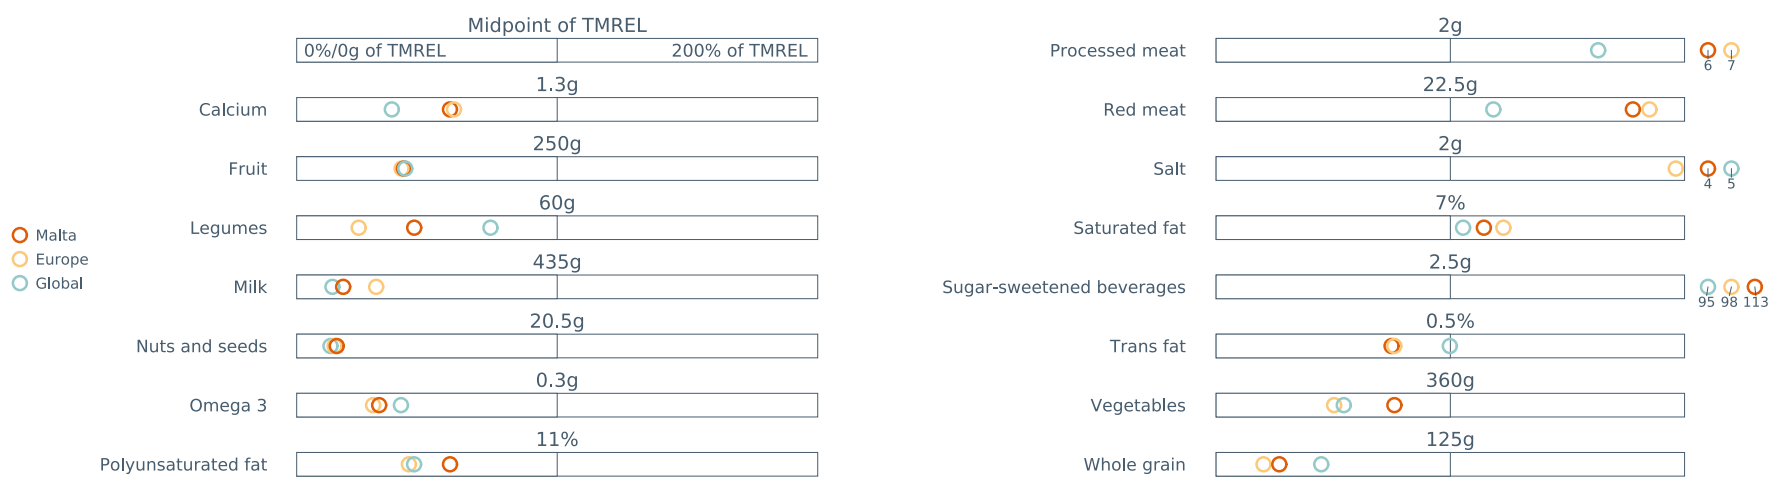 Midpoint of TMREL
0%/0g of TMREL 200% of TMREL
1.3g
Calcium
250g
Fruit
60g
Legumes
435g
Milk
20.5g
Nuts and seeds
0.3g
Omega 3
11%
Polyunsaturated fat
Malta
Europe
Global
2g
Processed meat
6 7
22.5g
Red meat
2g
Salt
4 5
7%
Saturated fat
2.5g
Sugar-sweetened beverages
95 98 113
0.5%
Trans fat
360g
Vegetables
125g
Whole grain